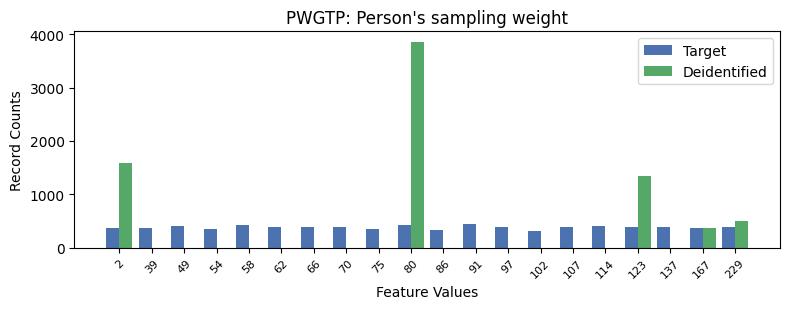 PWGTP: Person's sampling weight
Target
Deidentified
Record Counts
4000
3000
2000
1000
0
2 39 49 54 58 62 66 70 75 80 86 91 97 102 107 114 123 137 167 229
Feature Values